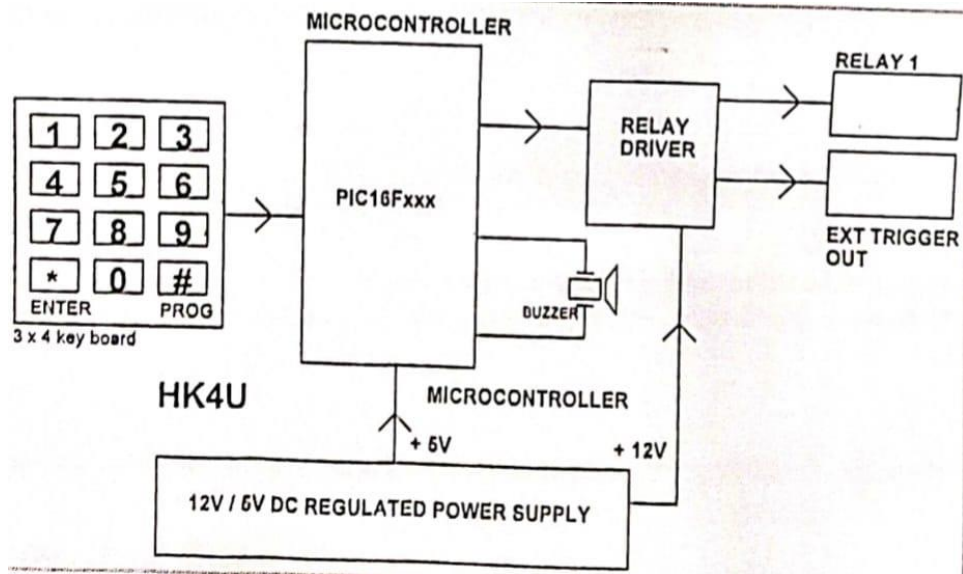 MICROCONTROLLER
RELAY 1
1 2 3
4 5 6
7 8 9
* 0 #
ENTER PROG
3 x 4 key board
PIC16Fxxx
RELAY
DRIVER
EXT TRIGGER
OUT
BUZZER
HK4U
MICROCONTROLLER
+ 5V
+ 12V
12V / 5V DC REGULATED POWER SUPPLY